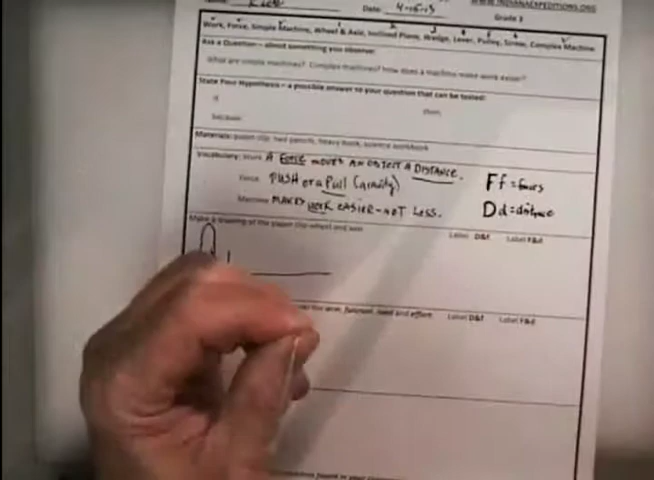 WWW.INDIANAEXPEDITIONS.ORG
Date: 4-15-13
Grade 3
Work, Force, Simple Machine, Wheel & Axle, Inclined Plane, Wedge, Lever, Pulley, Screw, Complex Machine
Ask a Question – about something you observe:
What are simple machines? Complex machines? how does a machine make work easier?
State Your Hypothesis – a possible answer to your question that can be tested:
If then
because
Materials: paper clip, two pencils, heavy book, science workbook
Vocabulary: Work A FORCE MOVES AN OBJECT A DISTANCE.
Force PUSH or a Pull (gravity) Ff = force
Machine MAKES WORK EASIER - NOT LESS. Dd = distance
Make a drawing of the paper clip wheel and axle Label D&d Label F&d
function, load and effort. Label D&f Label F&d